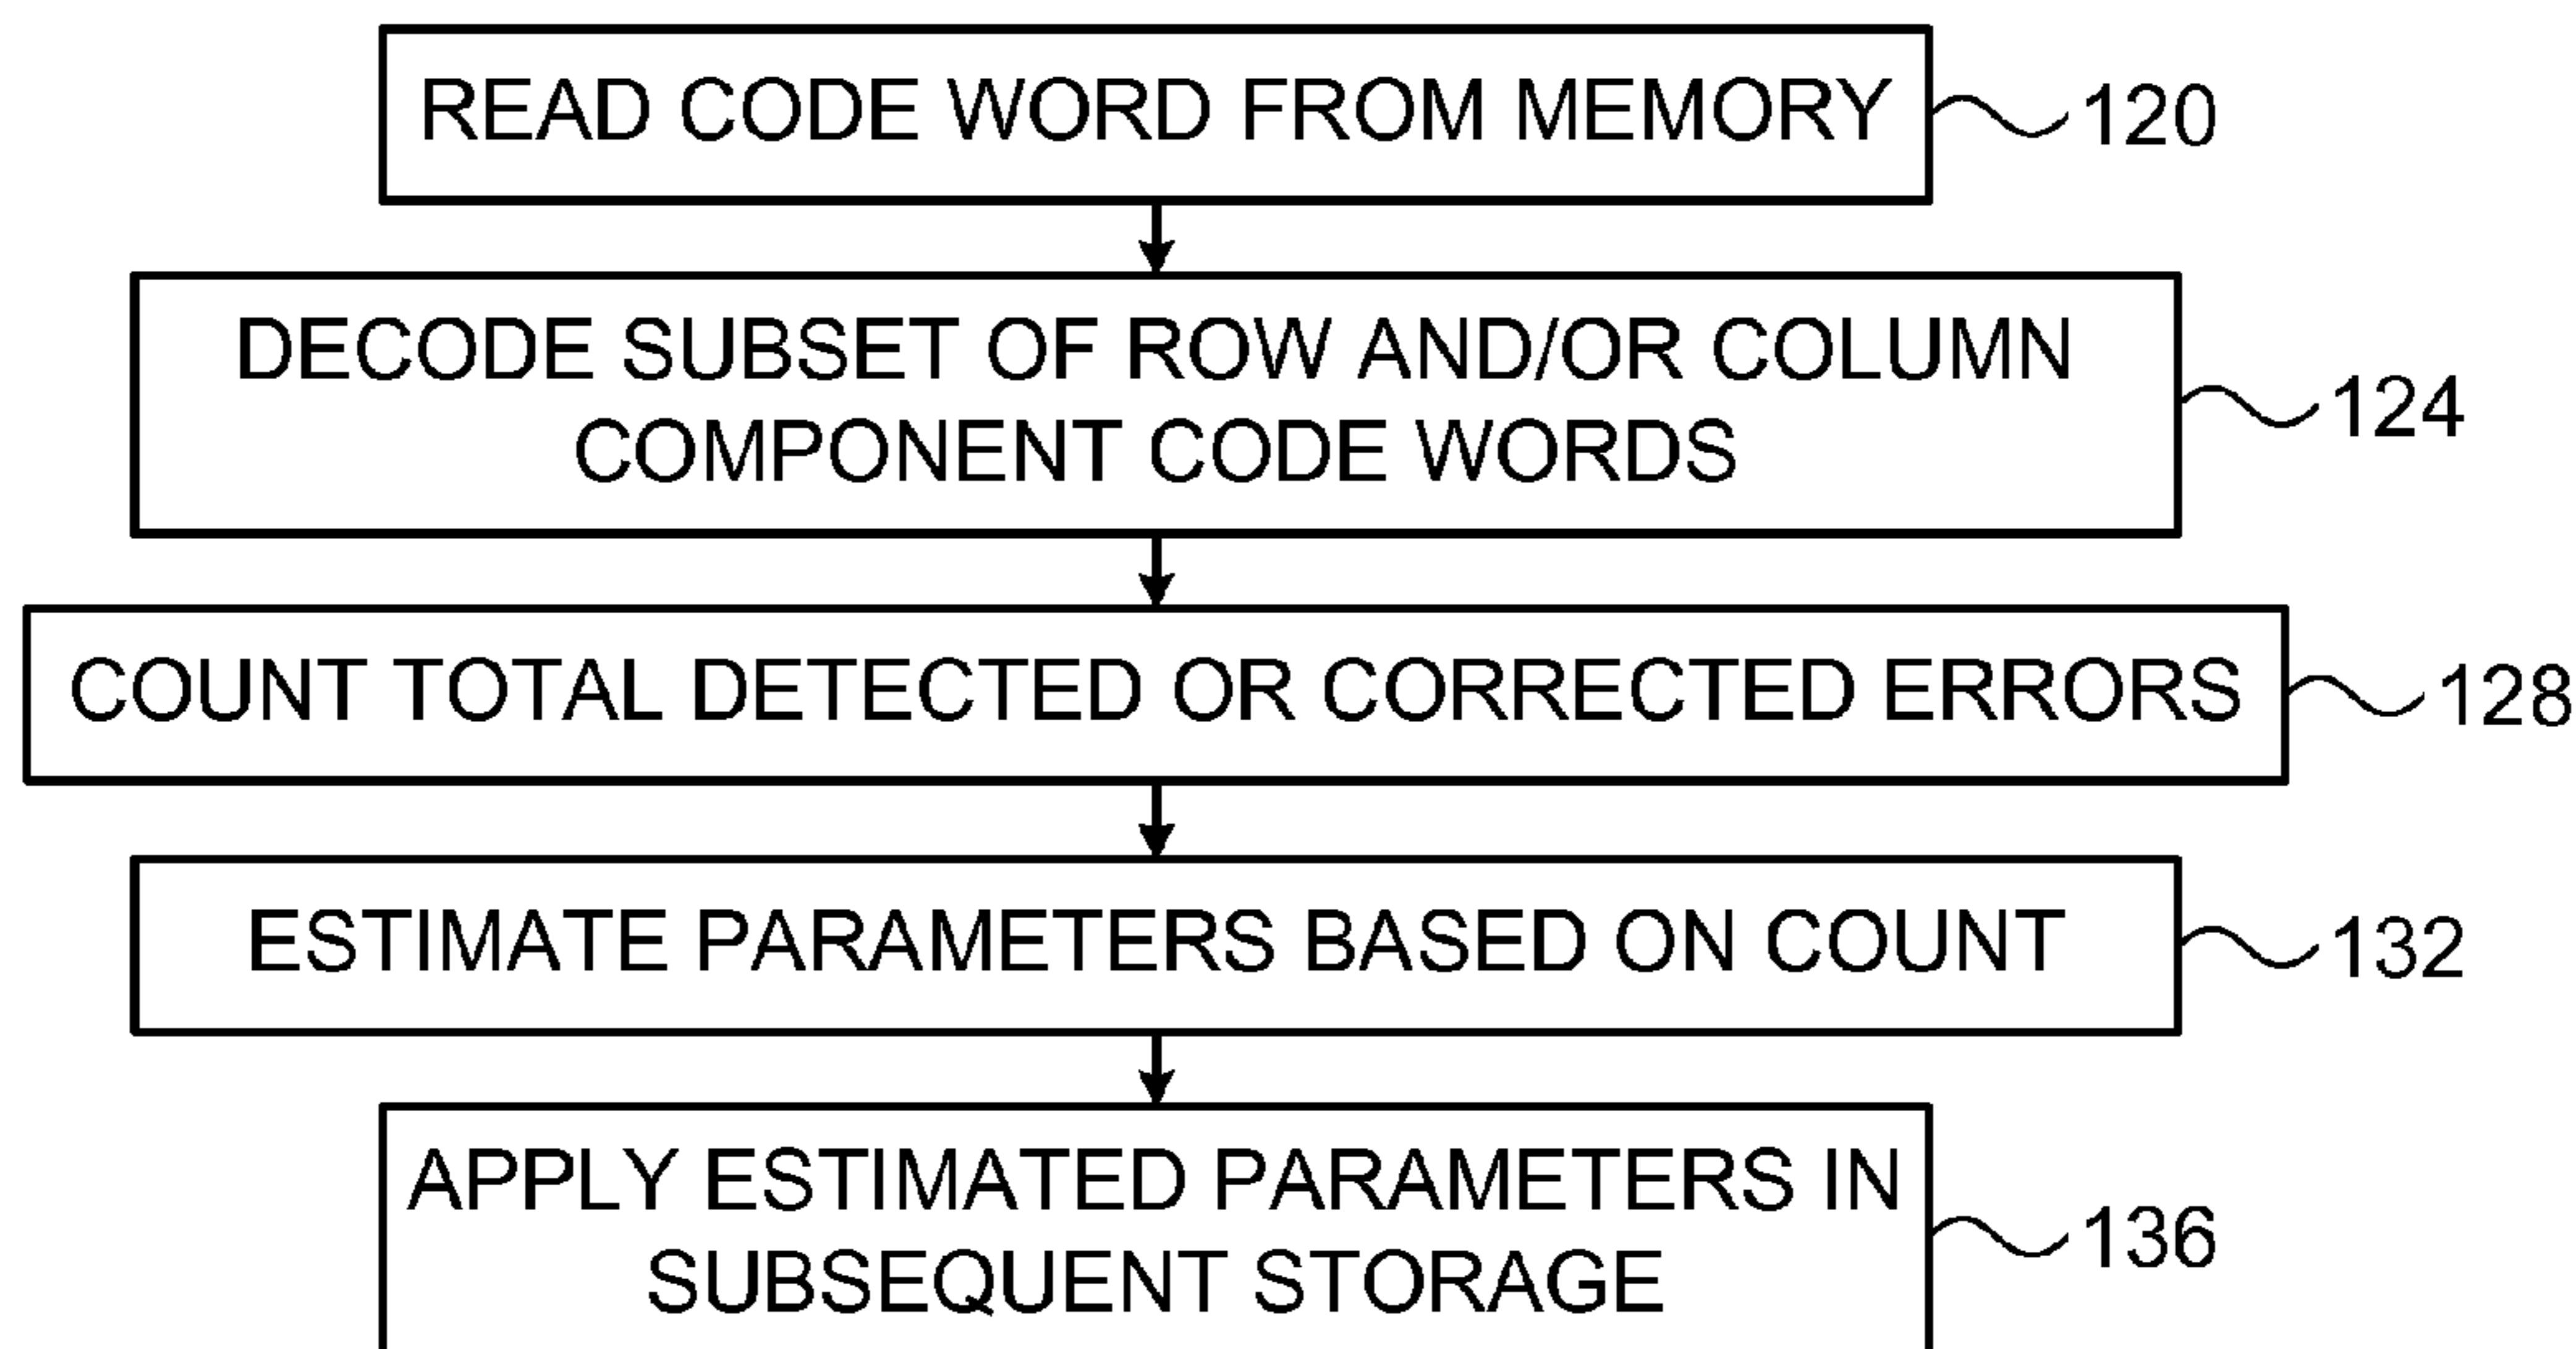 READ CODE WORD FROM MEMORY
120
DECODE SUBSET OF ROW AND/OR COLUMN
COMPONENT CODE WORDS
124
COUNT TOTAL DETECTED OR CORRECTED ERRORS
128
ESTIMATE PARAMETERS BASED ON COUNT
132
APPLY ESTIMATED PARAMETERS IN
SUBSEQUENT STORAGE
136